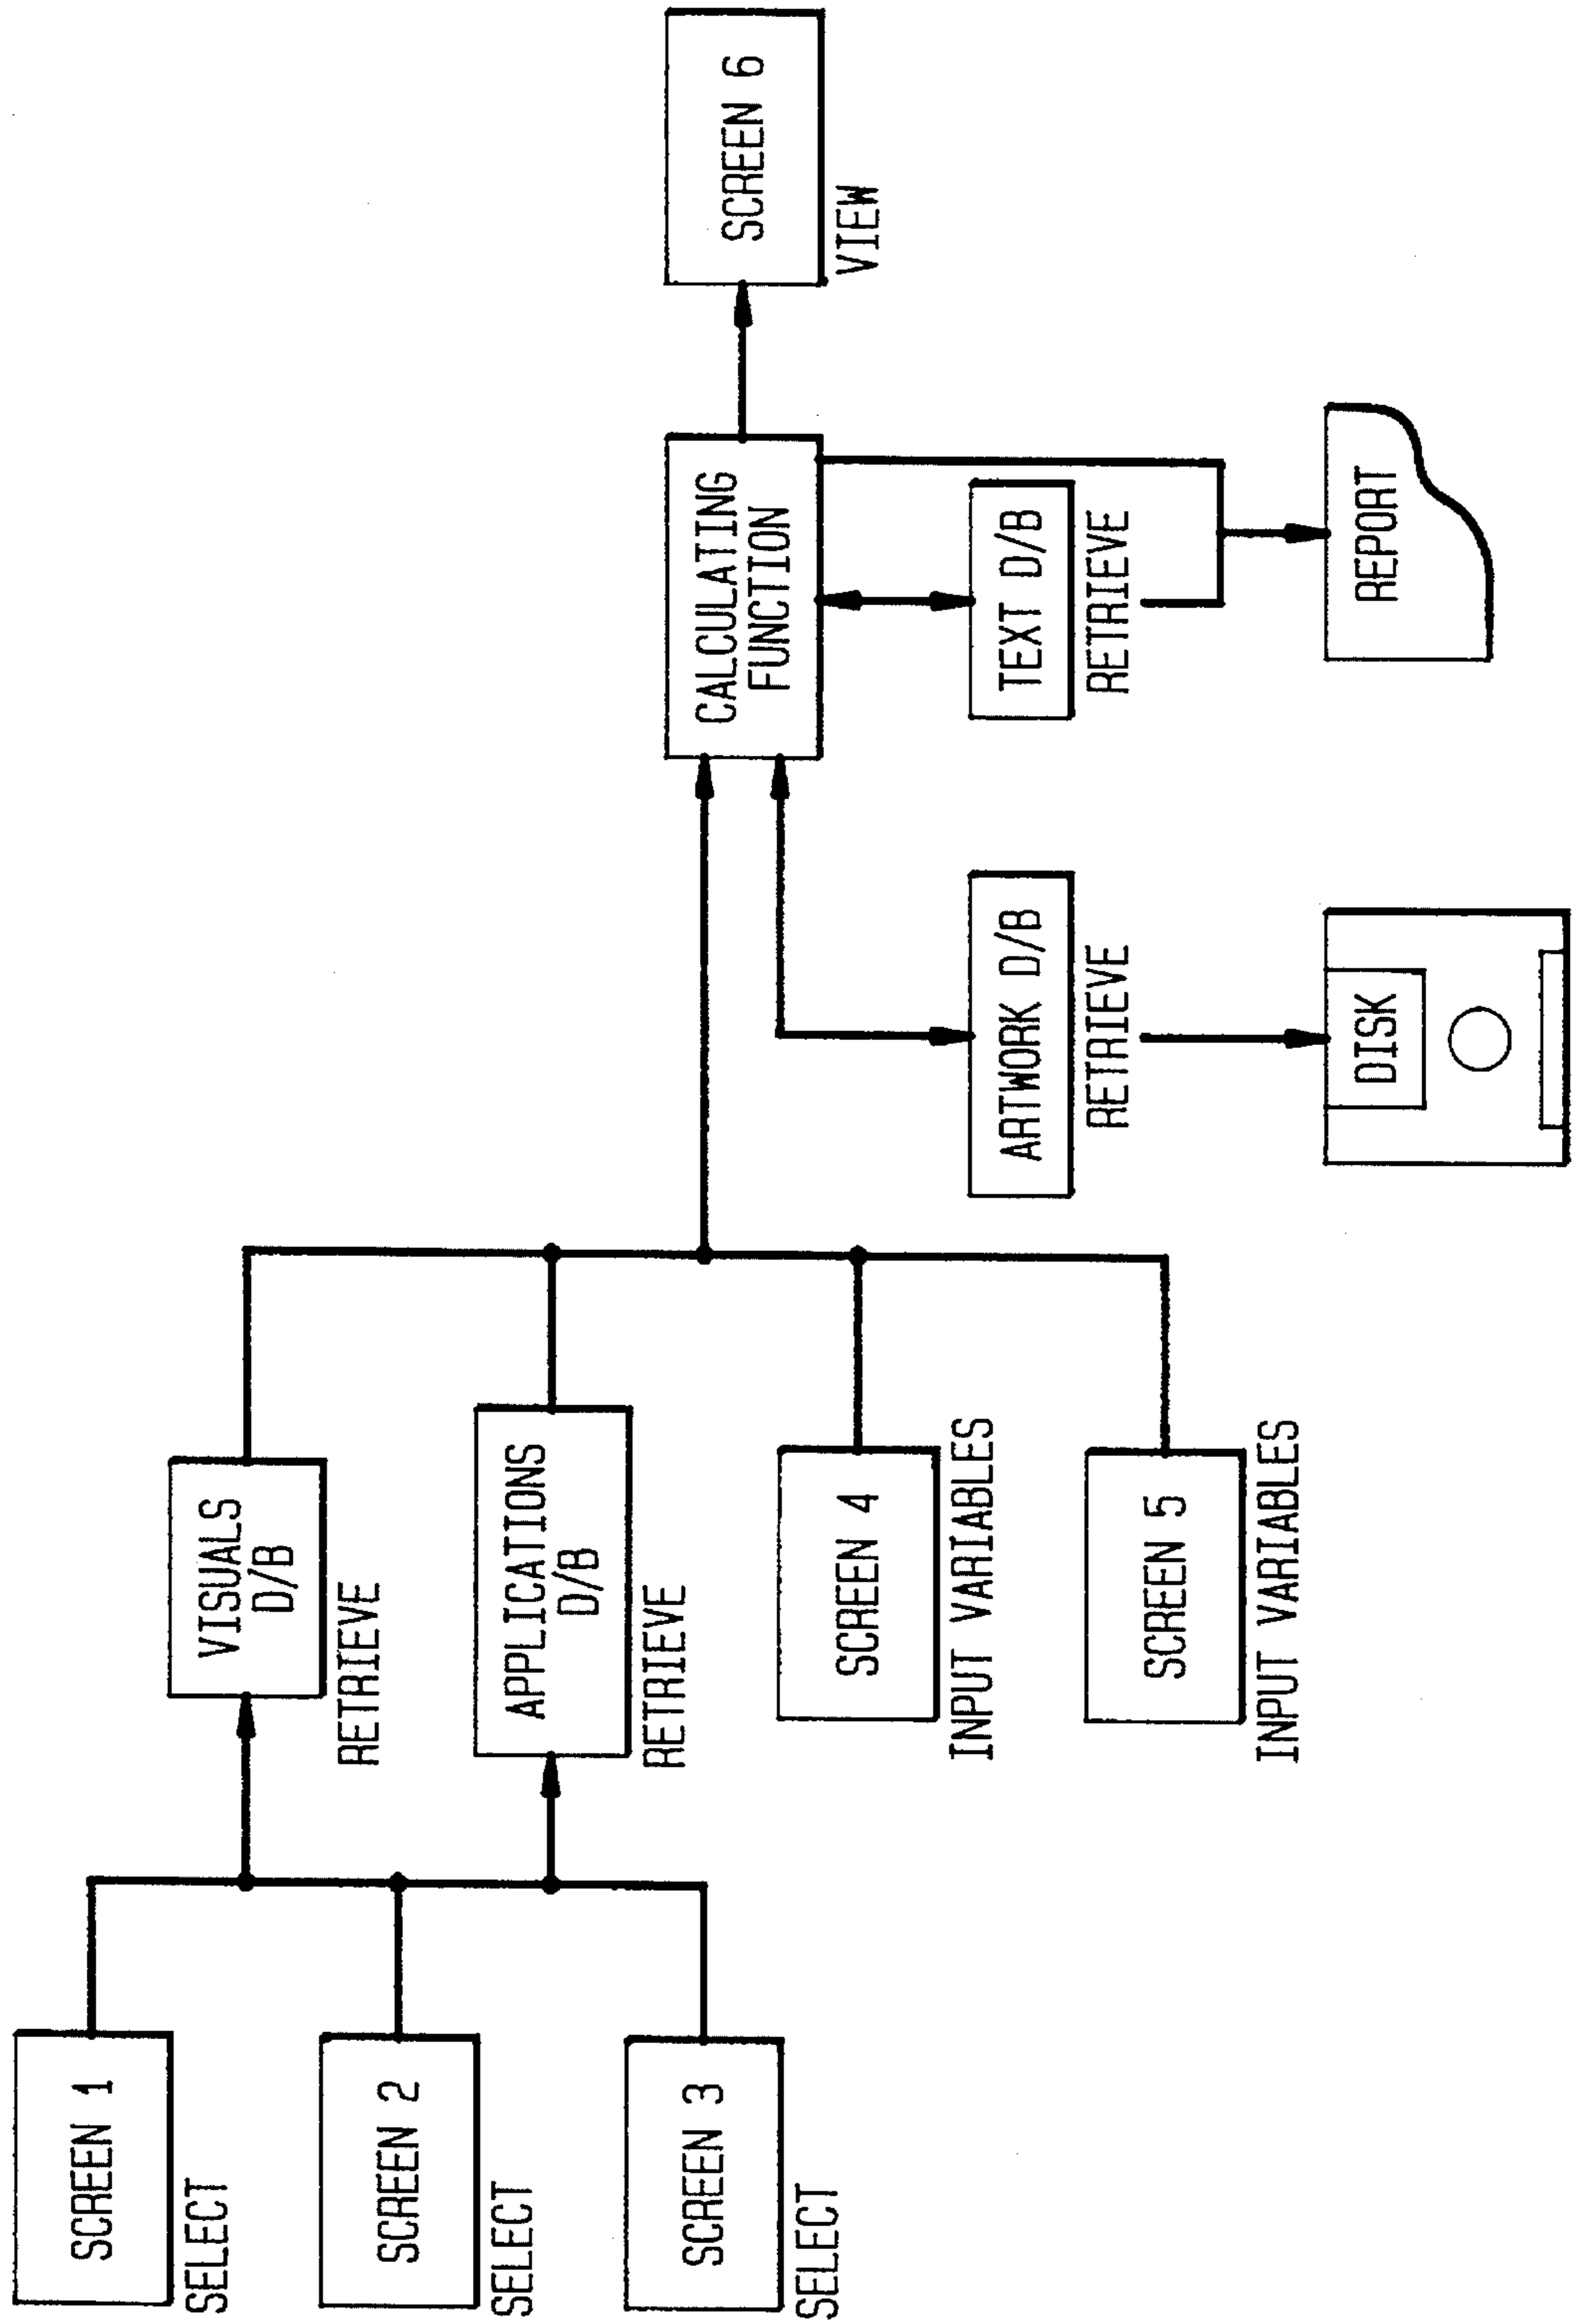 SCREEN 1
SELECT
SCREEN 2
SELECT
SCREEN 3
SELECT
VISUALS
D/B
RETRIEVE
APPLICATIONS
D/B
RETRIEVE
SCREEN 4
INPUT VARIABLES
SCREEN 5
INPUT VARIABLES
CALCULATING
FUNCTION
ARTWORK D/B
RETRIEVE
DISK
TEXT D/B
RETRIEVE
REPORT
SCREEN 6
VIEW